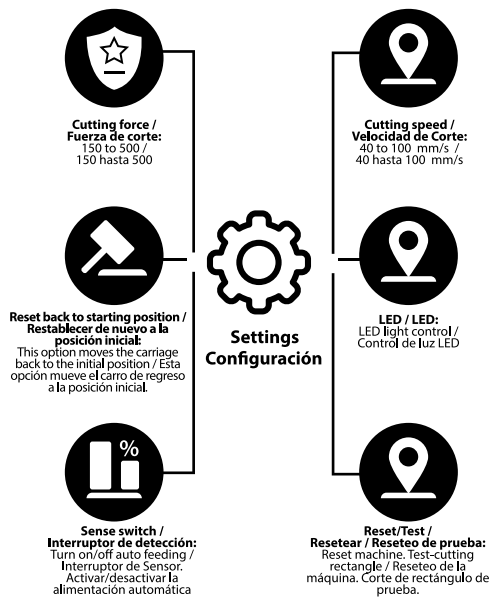 Cutting force /
Fuerza de corte:
150 to 500 /
150 hasta 500
Cutting speed /
Velocidad de Corte:
40 to 100 mm/s /
40 hasta 100 mm/s
Reset back to starting position /
Restablecer de nuevo a la
posición inicial:
This option moves the carriage
back to the initial position / Esta
opción mueve el carro de regreso
a la posición inicial.
Settings
Configuración
LED / LED:
LED light control /
Control de luz LED
%
Sense switch /
Interruptor de detección:
Turn on/off auto feeding /
Interruptor de Sensor.
Activar/desactivar la
alimentación automática
Reset/Test /
Resetear / Reseteo de prueba:
Reset machine. Test-cutting
rectangle / Reseteo de la
máquina. Corte de rectángulo de
prueba.